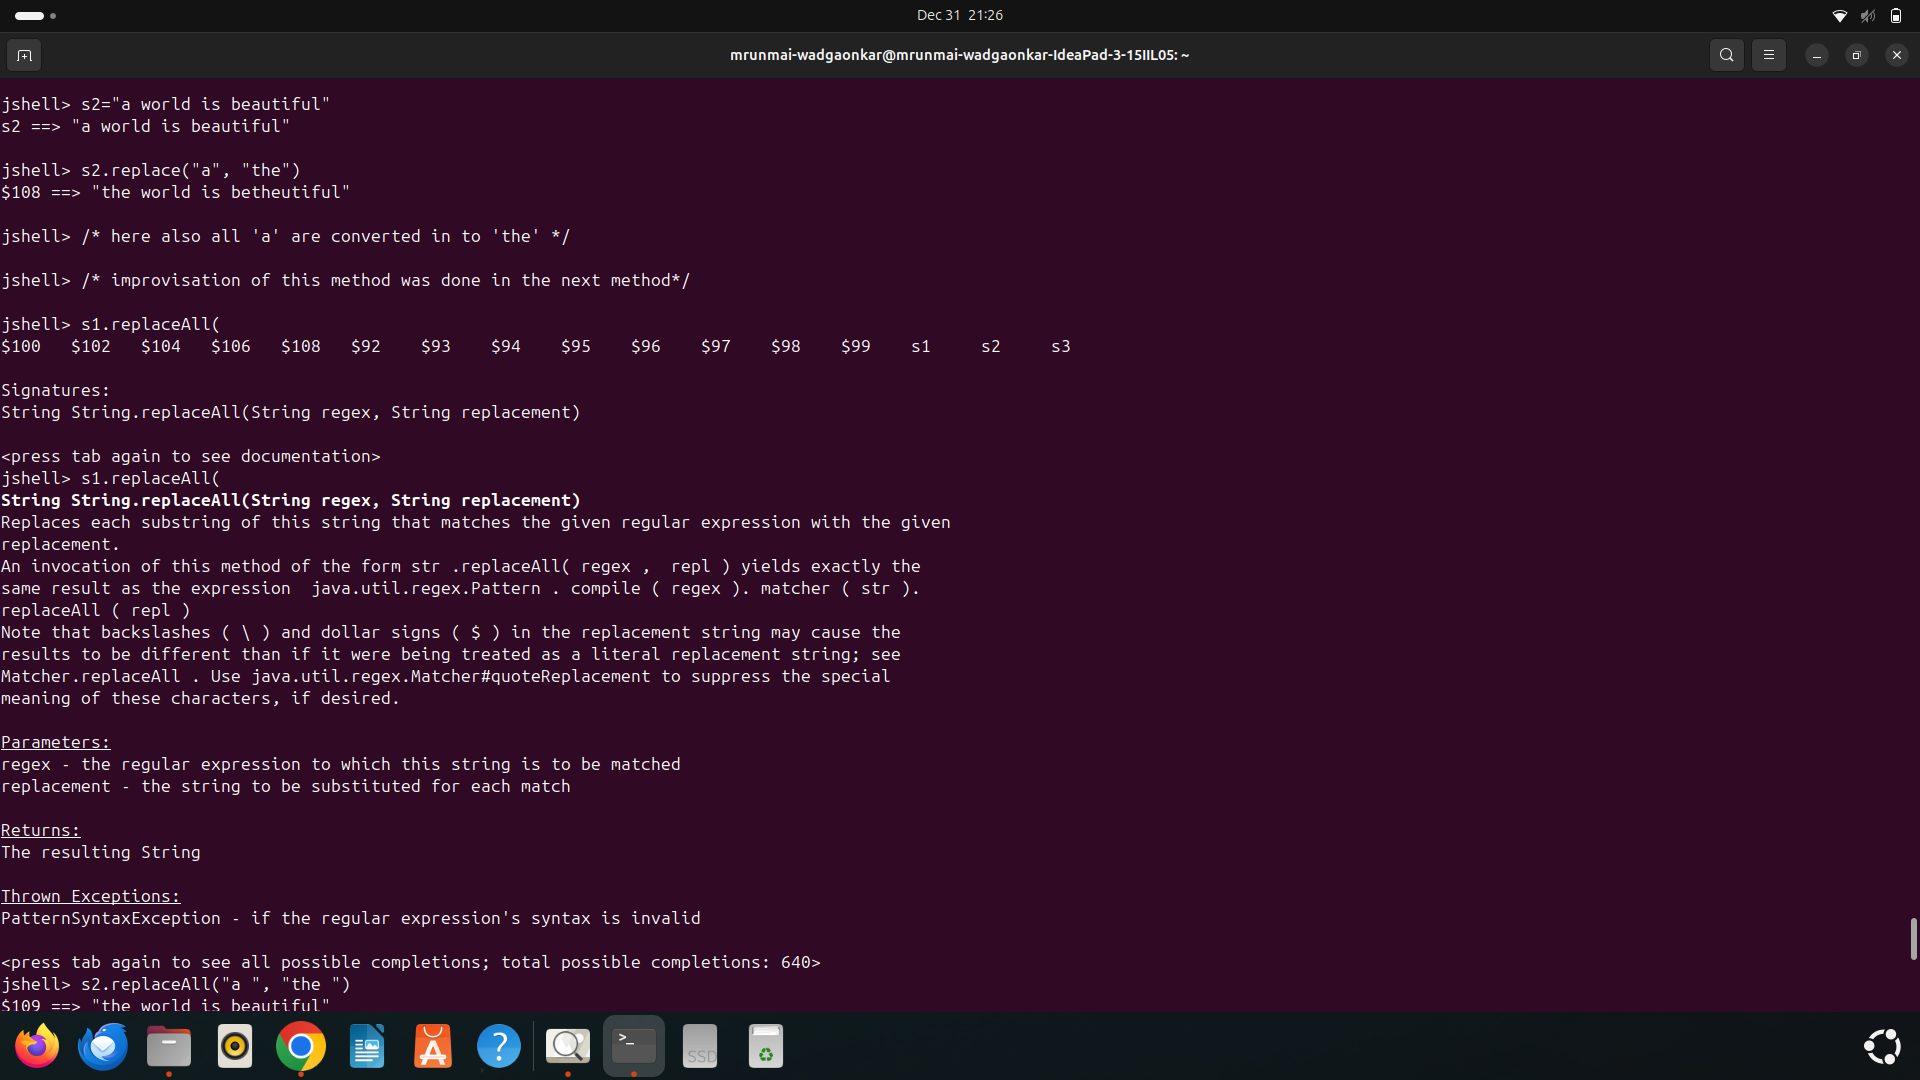 Dec 31 21:26
mrunmai-wadgaonkar@mrunmai-wadgaonkar-IdeaPad-3-15IIL05: ~
jshell> s2="a world is beautiful"
s2 ==> "a world is beautiful"
jshell> s2.replace("a", "the")
$108 ==> "the world is betheutiful"
jshell> /* here also all 'a' are converted in to 'the' */
jshell> /* improvisation of this method was done in the next method*/
jshell> s1.replaceAll(
$100 $102 $104 $106 $108 $92 $93 $94 $95 $96 $97 $98 $99 s1 s2 s3
Signatures:
String String.replaceAll(String regex, String replacement)
<press tab again to see documentation>
jshell> s1.replaceAll(
String String.replaceAll(String regex, String replacement)
Replaces each substring of this string that matches the given regular expression with the given
replacement.
An invocation of this method of the form str .replaceAll( regex ,  repl ) yields exactly the
same result as the expression  java.util.regex.Pattern . compile ( regex ). matcher ( str ).
replaceAll ( repl )
Note that backslashes ( \ ) and dollar signs ( $ ) in the replacement string may cause the
results to be different than if it were being treated as a literal replacement string; see
Matcher.replaceAll . Use java.util.regex.Matcher#quoteReplacement to suppress the special
meaning of these characters, if desired.
Parameters:
regex - the regular expression to which this string is to be matched
replacement - the string to be substituted for each match
Returns:
The resulting String
Thrown Exceptions:
PatternSyntaxException - if the regular expression's syntax is invalid
<press tab again to see all possible completions; total possible completions: 640>
jshell> s2.replaceAll("a ", "the ")
$109 ==> "the world is beautiful"
SSD